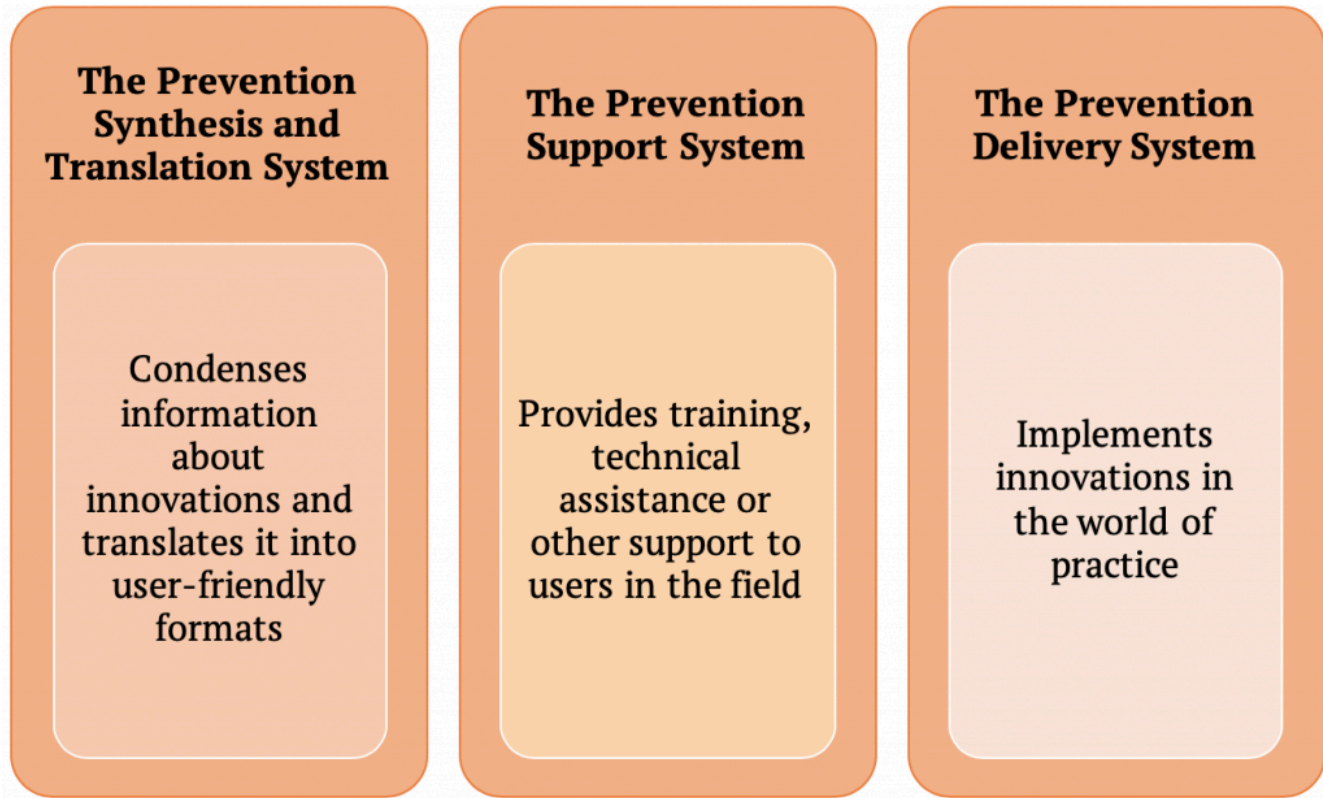 The Prevention
Synthesis and
Translation System
Condenses
information
about
innovations and
translates it into
user-friendly
formats
The Prevention
Support System
Provides training,
technical
assistance or
other support to
users in the field
The Prevention
Delivery System
Implements
innovations in
the world of
practice